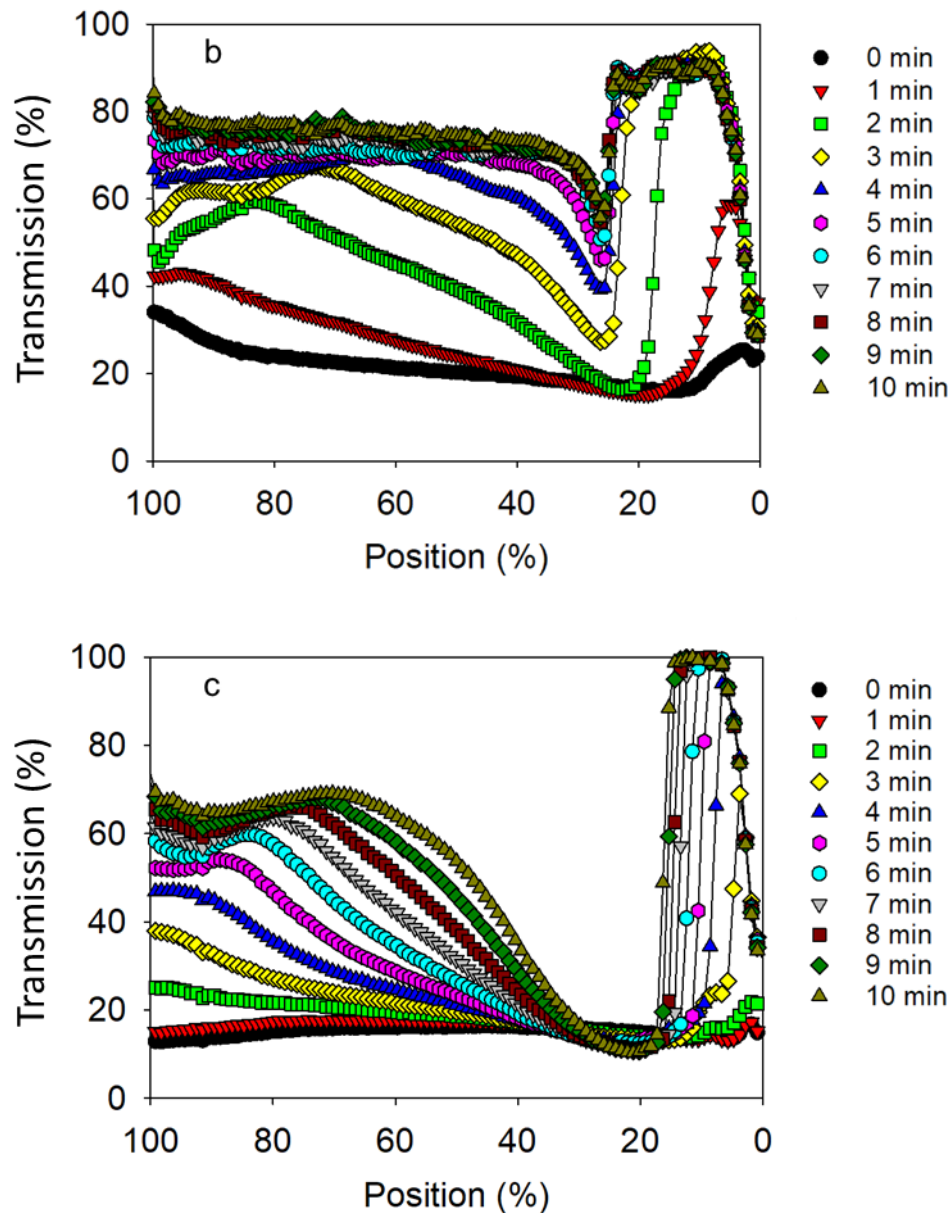 b
100
80
60
40
20
0
Transmission (%)
100 80 60 40 20 0
Position (%)
0 min
1 min
2 min
3 min
4 min
5 min
6 min
7 min
8 min
9 min
10 min
c
100
80
60
40
20
0
Transmission (%)
100 80 60 40 20 0
Position (%)
0 min
1 min
2 min
3 min
4 min
5 min
6 min
7 min
8 min
9 min
10 min